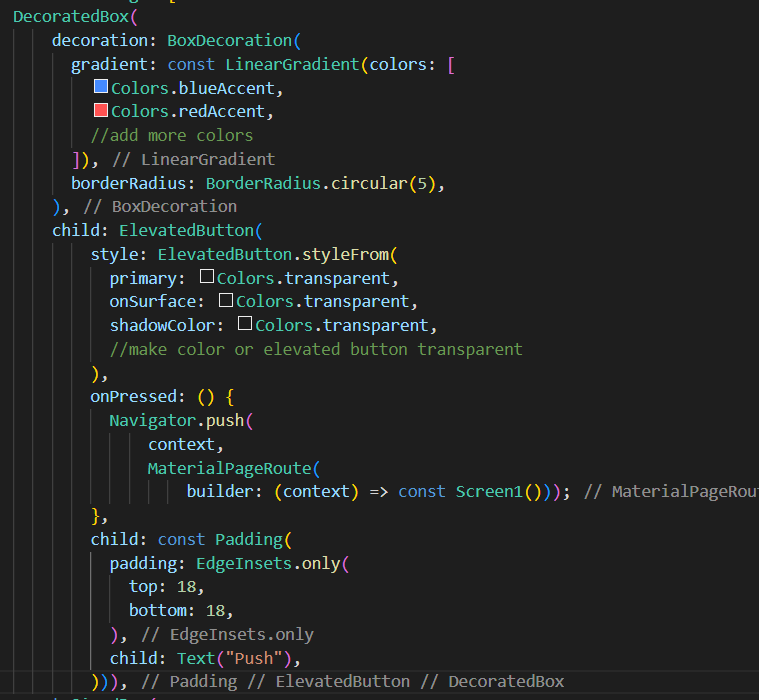 DecoratedBox(
decoration: BoxDecoration(
gradient: const LinearGradient(colors: [
Colors.blueAccent,
Colors.redAccent,
//add more colors
]), // LinearGradient
borderRadius: BorderRadius.circular(5),
), // BoxDecoration
child: ElevatedButton(
style: ElevatedButton.styleFrom(
primary: Colors.transparent,
onSurface: Colors.transparent,
shadowColor: Colors.transparent,
//make color or elevated button transparent
),
onPressed: () {
Navigator.push(
context,
MaterialPageRoute(
builder: (context) => const Screen1())); // MaterialPageRou
},
child: const Padding(
padding: EdgeInsets.only(
top: 18,
bottom: 18,
), // EdgeInsets.only
child: Text("Push"),
))), // Padding // ElevatedButton // DecoratedBox